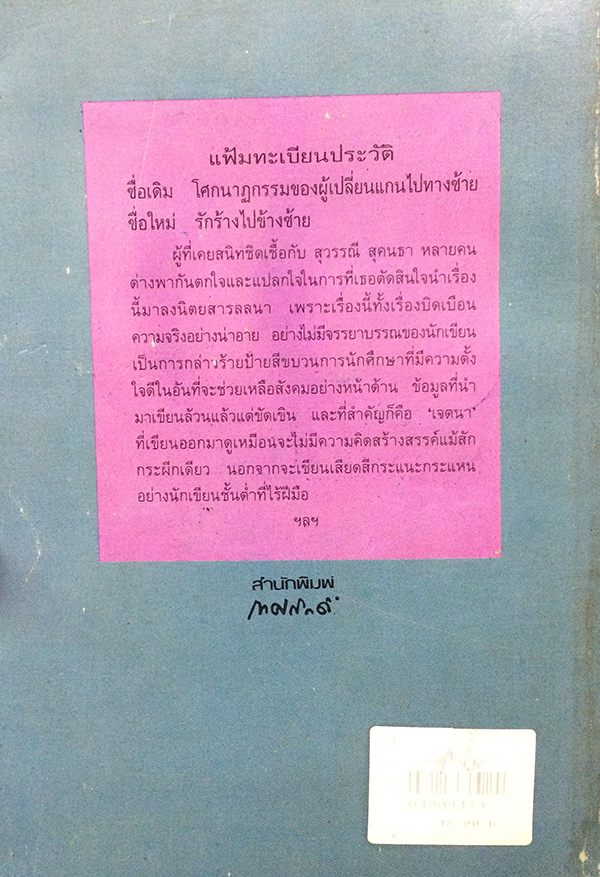 แฟ้มทะเบียนประวัติ
ชื่อเดิม โศกนาฏกรรมของผู้เปลี่ยนแกนไปทางซ้าย
ชื่อใหม่ รักร้างไปข้างซ้าย
ผู้ที่เคยสนิทชิดเชื้อกับ สุวรรณี สุคนธา หลายคน
ต่างพากันตกใจและแปลกใจในการที่เธอตัดสินใจนำเรื่อง
นี้มาลงนิตยสารลลนา เพราะเรื่องนี้ทั้งเรื่องบิดเบือน
ความจริงอย่างน่าอาย อย่างไม่มีจรรยาบรรณของนักเขียน
เป็นการกล่าวร้ายป้ายสีขบวนการนักศึกษาที่มีความตั้ง
ใจดีในอันที่จะช่วยเหลือสังคมอย่างหน้าด้าน ข้อมูลที่นำ
มาเขียนล้วนแล้วแต่ขัดเขิน และที่สำคัญก็คือ 'เจตนา'
ที่เขียนออกมาดูเหมือนจะไม่มีความคิดสร้างสรรค์แม้สัก
กระผีกเดียว นอกจากจะเขียนเสียดสีกระแนะกระแหน
อย่างนักเขียนชั้นต่ำที่ไร้ฝีมือ
ฯลฯ
สำนักพิมพ์